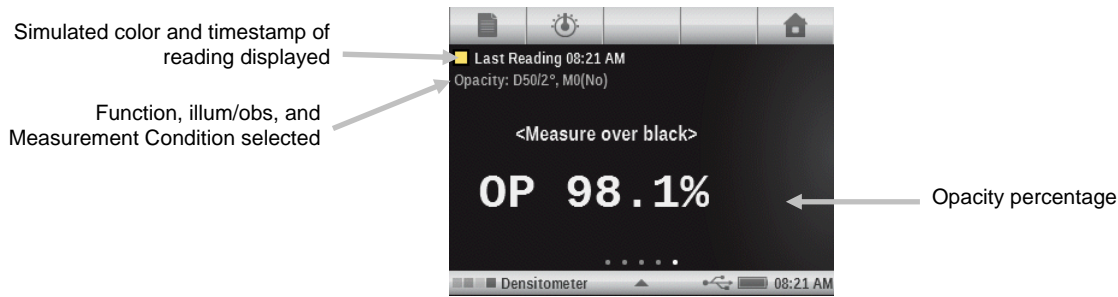 Simulated color and timestamp of
reading displayed
Function, illum/obs, and
Measurement Condition selected
Last Reading 08:21 AM
Opacity: D50/2°, M0(No)
<Measure over black>
OP 98.1%
Opacity percentage
Densitometer
08:21 AM